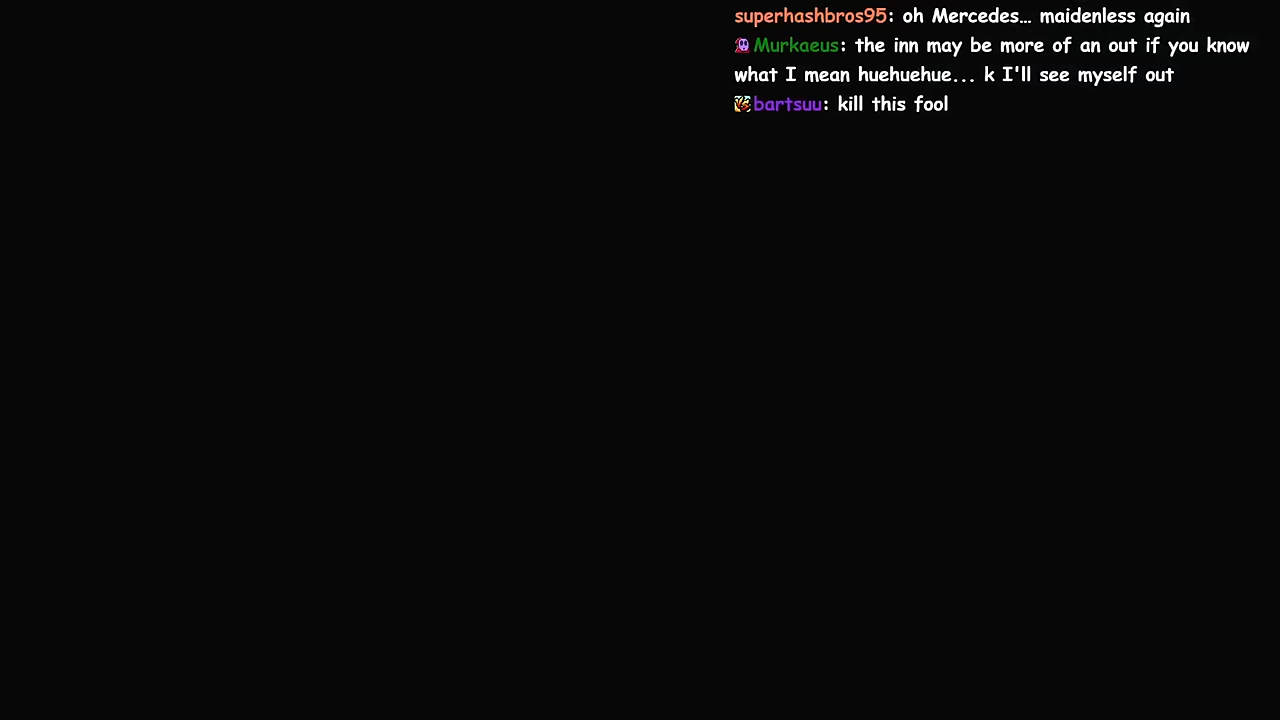 superhashbros95: oh Mercedes… maidenless again
Murkaeus: the inn may be more of an out if you know
what I mean huehuehue... k I'll see myself out
bartsuu: kill this fool